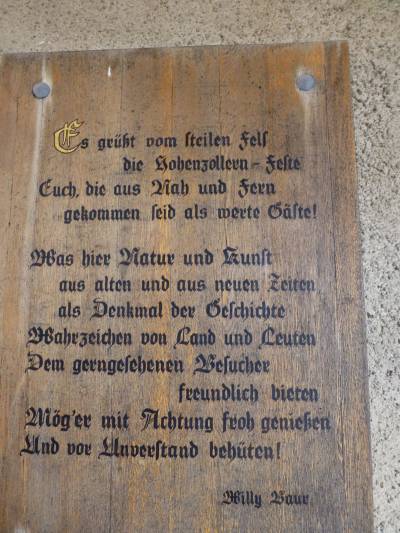 Es grüßt vom steilen Fels
die Hohenzollern-Feste
Euch, die aus Nah und Fern
gekommen seid als werte Gäste!
Was hier Natur und Kunst
aus alten und aus neuen Zeiten,
als Denkmal der Geschichte
Wahrzeichen von Land und Leuten
Dem gerngesehenen Besucher
freundlich bieten
Mög'er mit Achtung froh genießen
Und vor Unverstand behüten!
Willy Baur